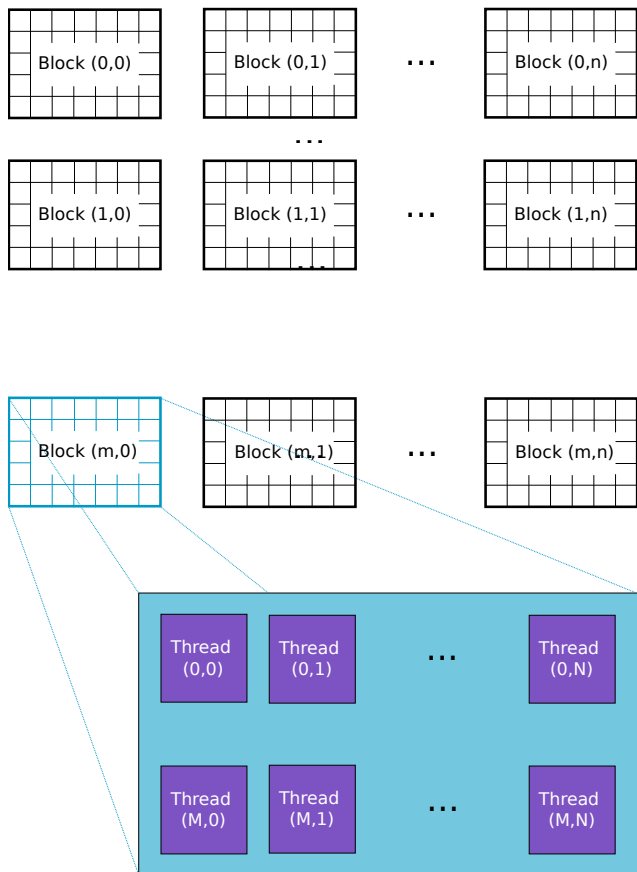 Block (0,0) Block (0,1) ... Block (0,n)
...
Block (1,0) Block (1,1) ... Block (1,n)
...
Block (m,0) Block (m,1) ... Block (m,n)
...
Thread Thread ... Thread
(0,0) (0,1) (0,N)
Thread Thread ... Thread
(M,0) (M,1) (M,N)